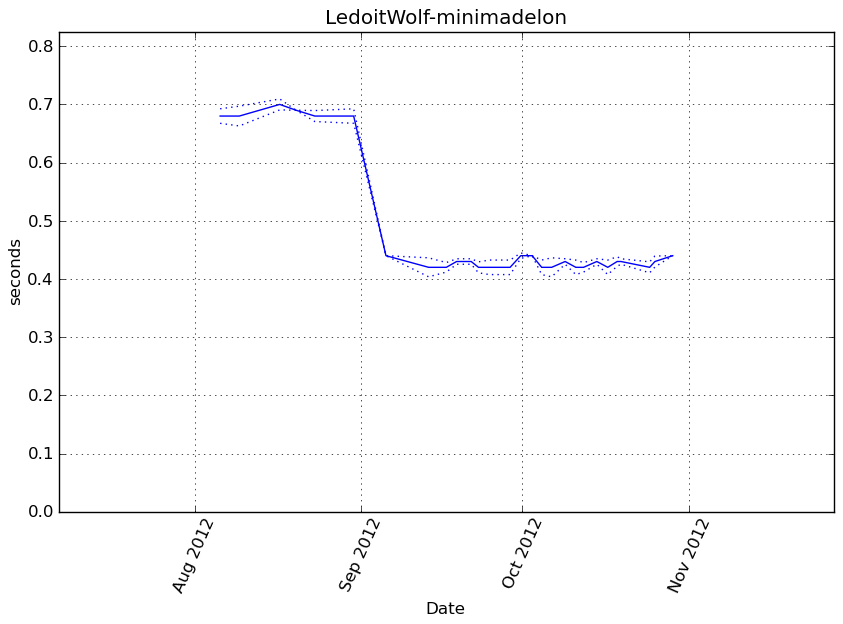 LedoitWolf-minimadelon
0.8
0.7
0.6
0.5
0.4
0.3
0.2
0.1
0.0
seconds
Aug 2012
Sep 2012
Oct 2012
Nov 2012
Date